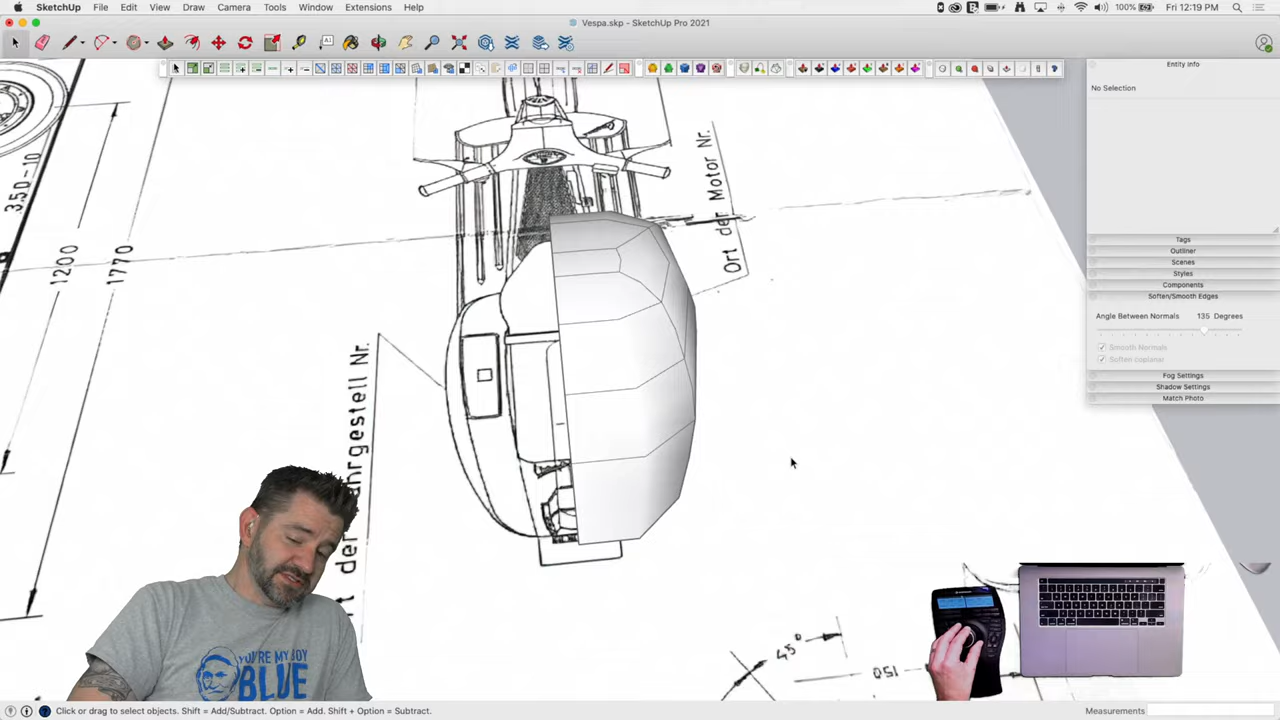 SketchUp File Edit View Draw Camera Tools Window Extensions Help
100% Fri 12:19 PM
Vespa.skp - SketchUp Pro 2021
Entity Info
No Selection
Tags
Outliner
Scenes
Styles
Components
Soften/Smooth Edges
Angle Between Normals 135 Degrees
Smooth Normals
Soften coplanar
Fog Settings
Shadow Settings
Match Photo
3.50-10
1200
1770
Ort der Motor Nr.
YOU'RE MY BOY
BLUE
45°
150
Click or drag to select objects. Shift = Add/Subtract. Option = Add. Shift + Option = Subtract.
Measurements